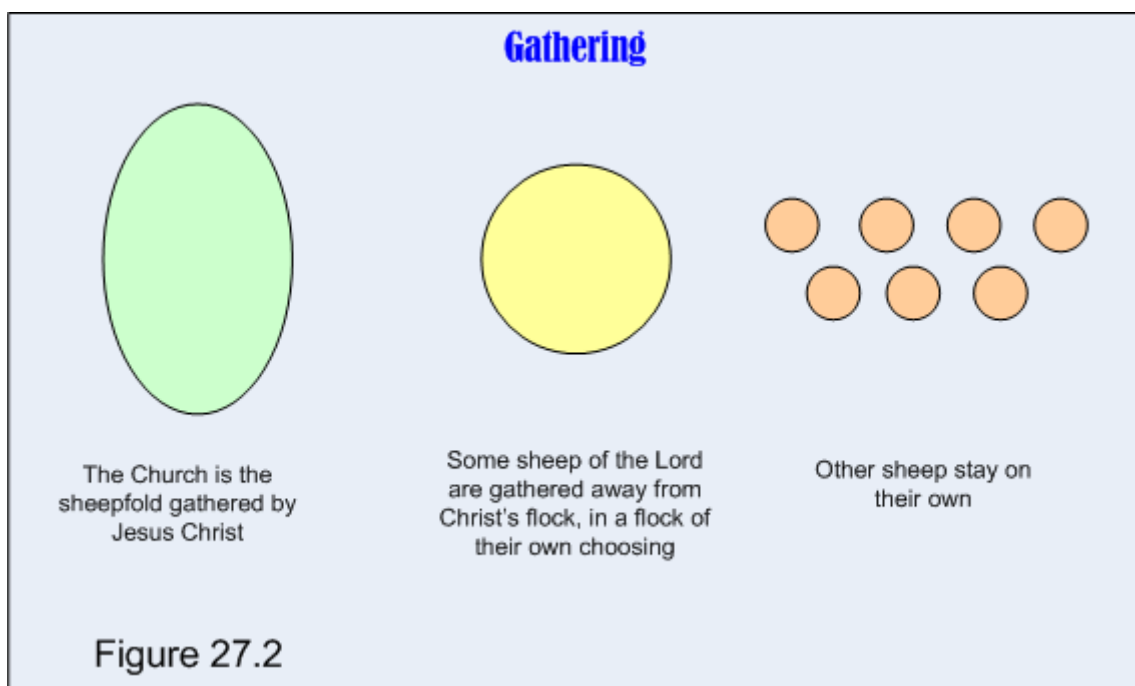 Gathering
The Church is the
sheepfold gathered by
Jesus Christ
Some sheep of the Lord
are gathered away from
Christ's flock, in a flock of
their own choosing
Other sheep stay on
their own
Figure 27.2